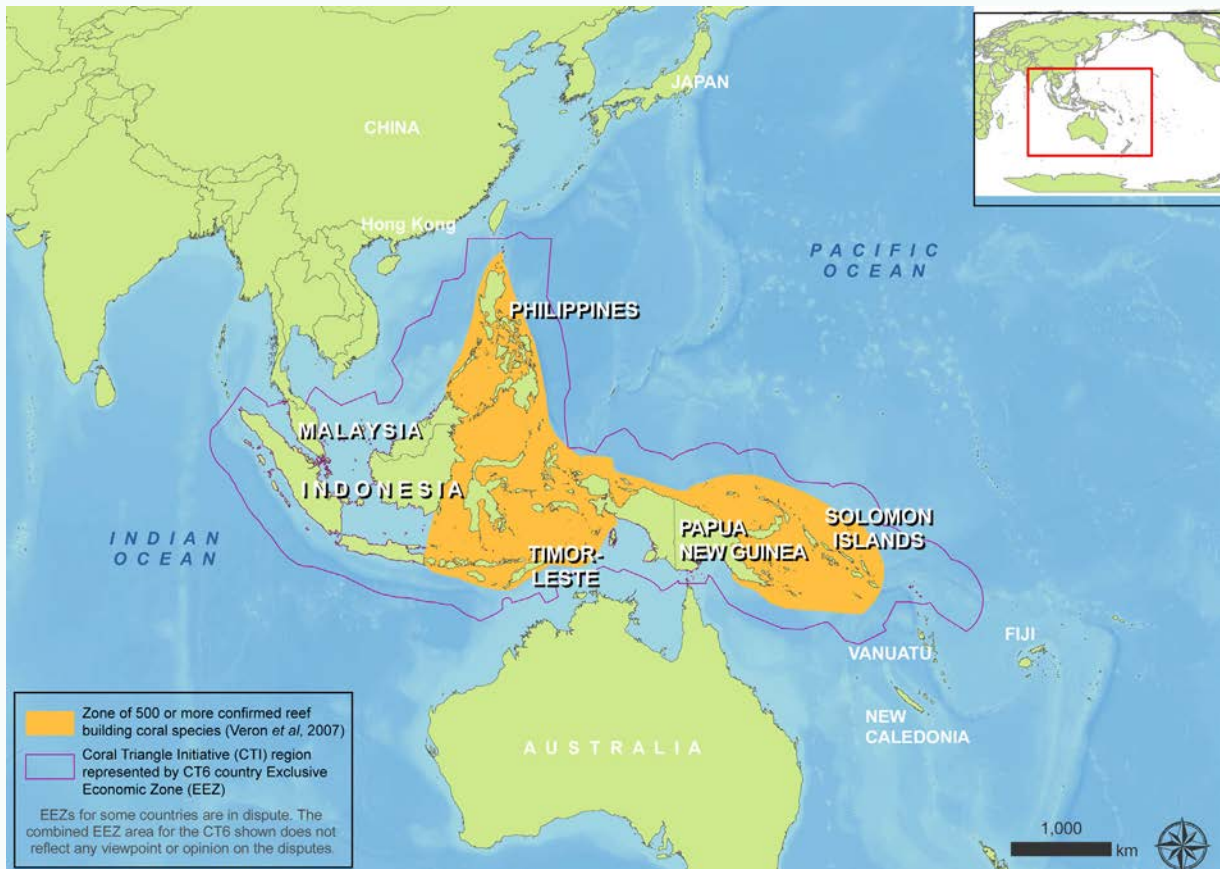 JAPAN
CHINA
Hong Kong
PACIFIC
OCEAN
PHILIPPINES
MALAYSIA
INDONESIA
INDIAN
OCEAN
PAPUA
NEW GUINEA
SOLOMON
ISLANDS
TIMOR-
LESTE
VANUATU
FIJI
NEW
CALEDONIA
AUSTRALIA
Zone of 500 or more confirmed reef
building coral species (Veron et al, 2007)
Coral Triangle Initiative (CTI) region
represented by CT6 country Exclusive
Economic Zone (EEZ)
EEZs for some countries are in dispute. The
combined EEZ area for the CT6 shown does not
reflect any viewpoint or opinion on the disputes.
1,000
km